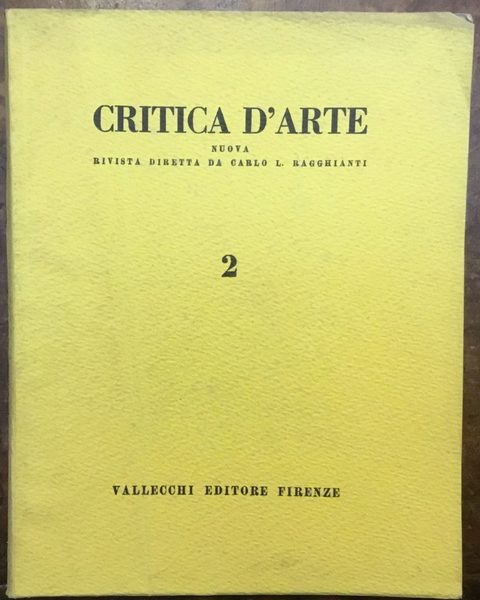 CRITICA D'ARTE
NUOVA
RIVISTA DIRETTA DA CARLO L. RAGGHIANTI
2
VALLECCHI EDITORE FIRENZE